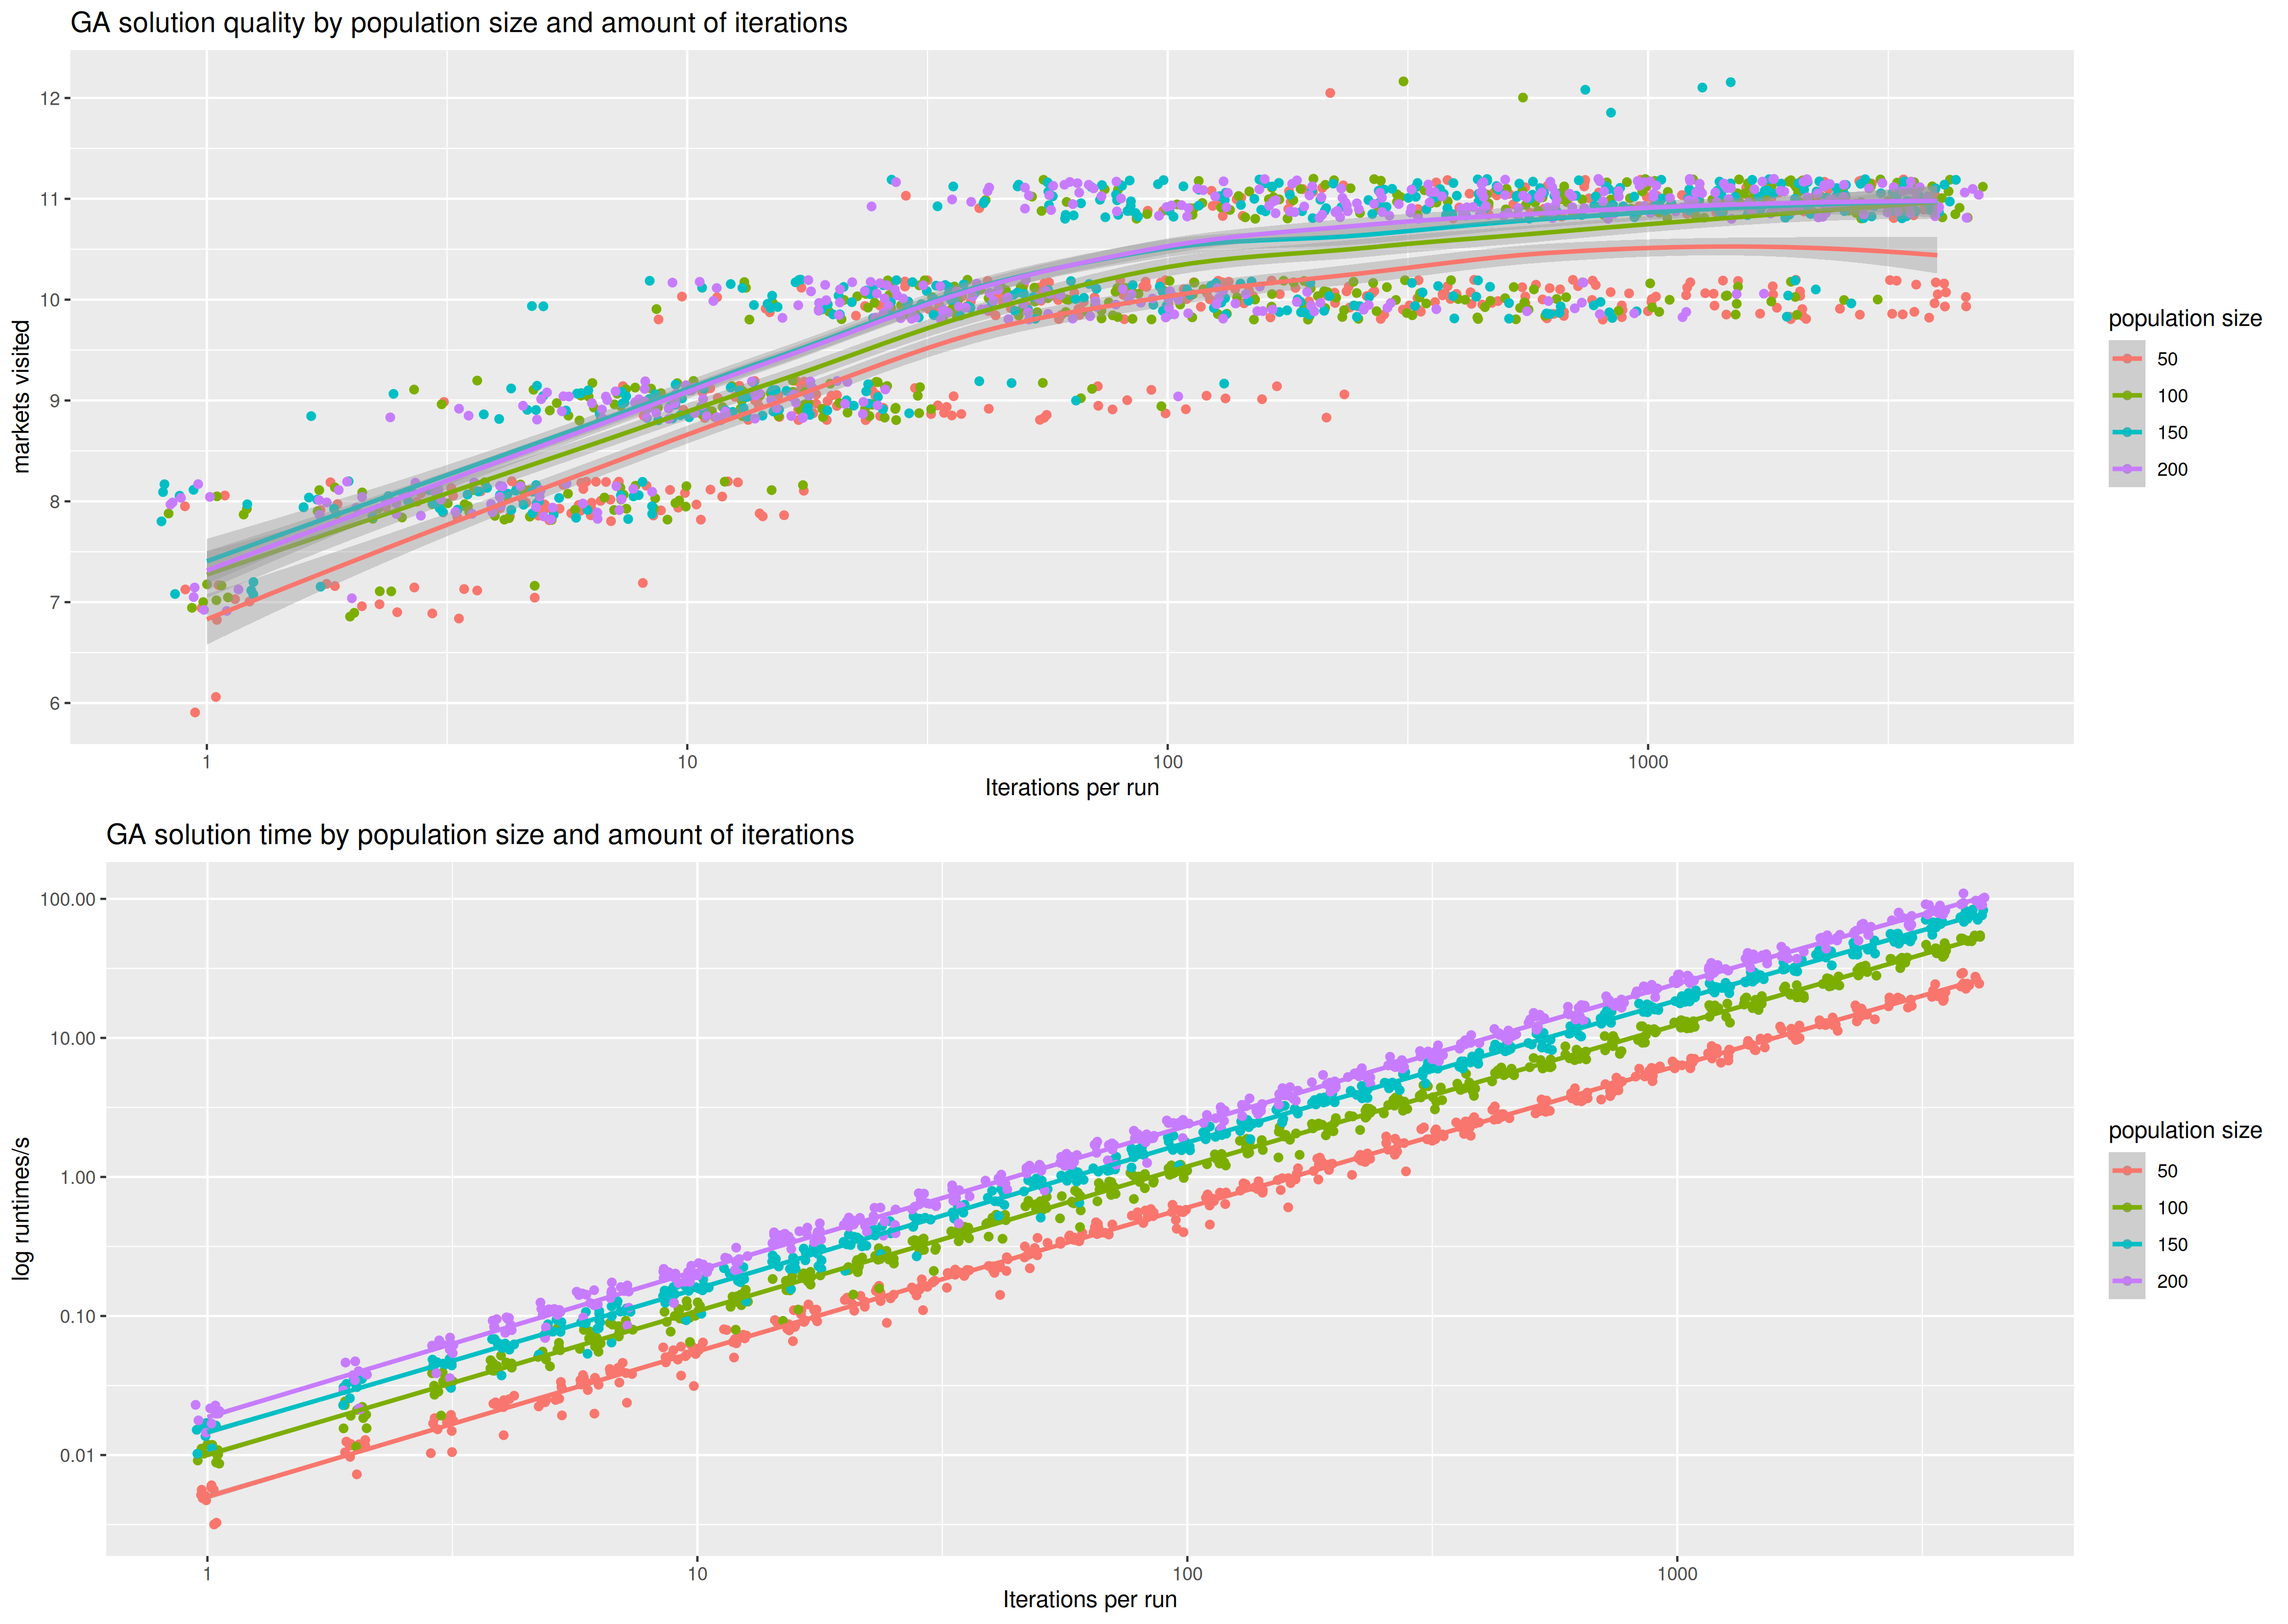 GA solution quality by population size and amount of iterations
12
11
10
9
8
7
6
markets visited
1 10 100 1000
Iterations per run
population size
50
100
150
200
GA solution time by population size and amount of iterations
100.00
10.00
1.00
0.10
0.01
log runtimes/s
1 10 100 1000
Iterations per run
population size
50
100
150
200